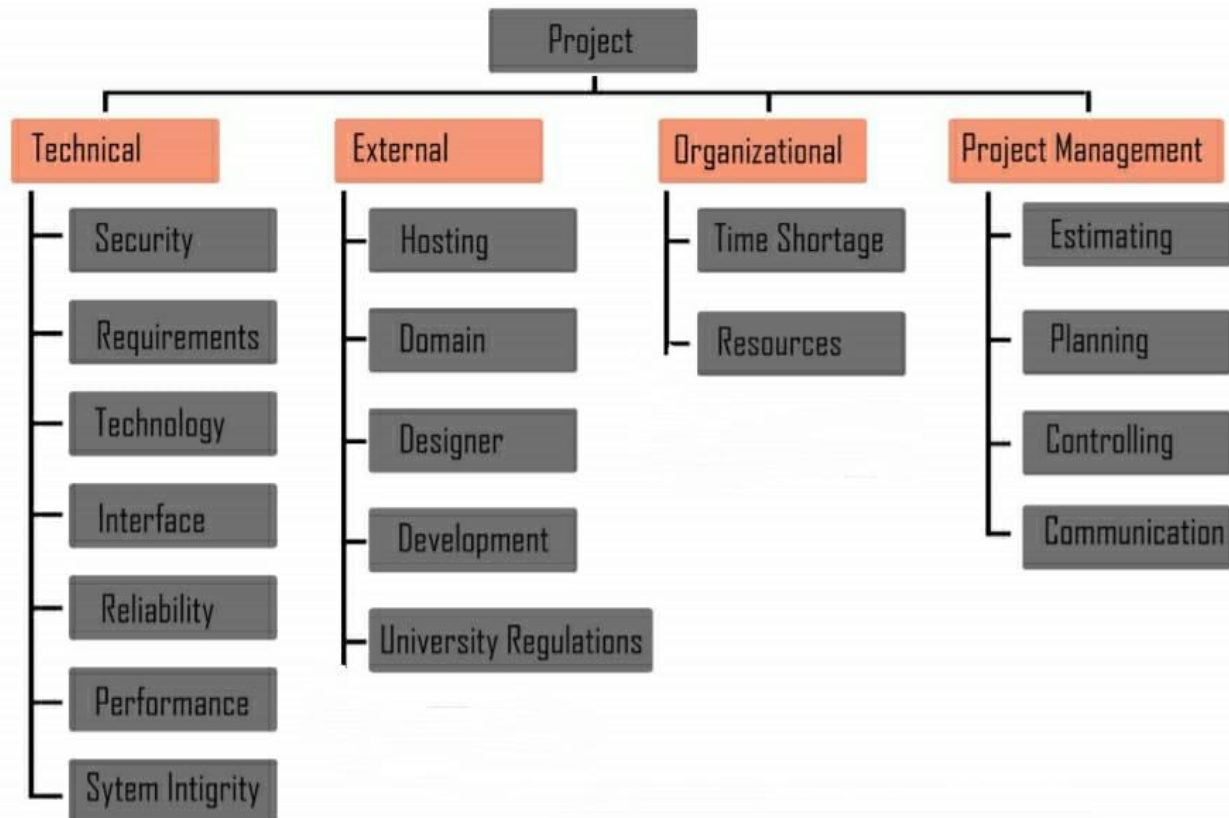 Project
Technical
Security
Requirements
Technology
Interface
Reliability
Performance
Sytem Intigrity
External
Hosting
Domain
Designer
Development
University Regulations
Organizational
Time Shortage
Resources
Project Management
Estimating
Planning
Controlling
Communication